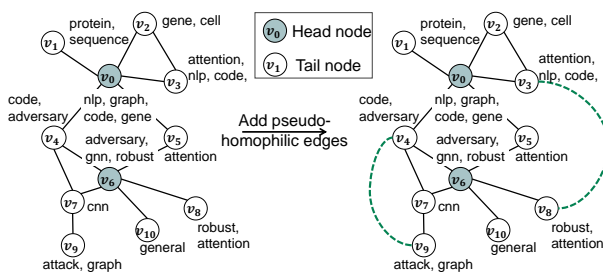 protein,
sequence
v₁
v₂
gene, cell
v₀
v₃
attention,
nlp, code,
code,
adversary
nlp, graph,
code, gene
v₄
adversary,
gnn, robust
v₅
attention
v₆
v₇
cnn
v₈
robust,
attention
v₉
attack, graph
v₁₀
general
v₀ Head node
v₁ Tail node
Add pseudo-
homophilic edges
protein,
sequence
v₁
v₂
gene, cell
v₀
v₃
attention,
nlp, code,
code,
adversary
nlp, graph,
code, gene
v₄
adversary,
gnn, robust
v₅
attention
v₆
v₇
cnn
v₈
robust,
attention
v₉
attack, graph
v₁₀
general